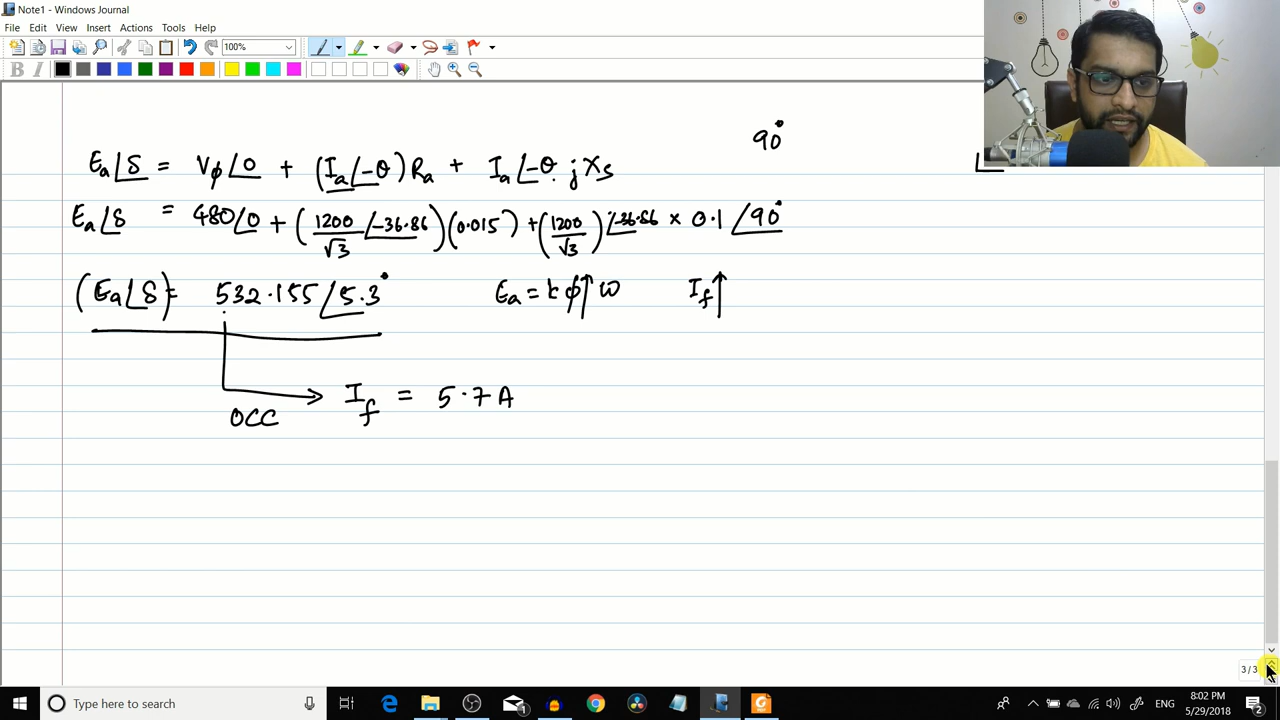 Note1 - Windows Journal
File Edit View Insert Actions Tools Help
100%
B I
90°
Ea∠δ = Vφ∠0 + (Ia∠-θ)Ra + Ia∠-θ. jXs
Ea∠δ = 480∠0 + (1200/√3 ∠-36.86)(0.015) + (1200/√3)∠-36.86 × 0.1∠90°
(Ea∠δ) = 532.155∠5.3° Ea = kφ↑ω If↑
OCC → If = 5.7A
3 / 3
Type here to search
1
ENG
8:02 PM
5/29/2018
2